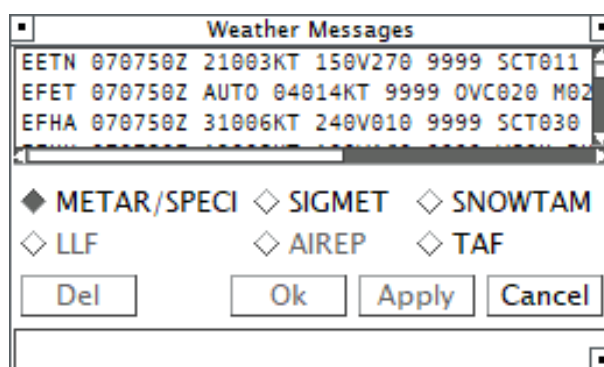 Weather Messages
EETN 070750Z 21003KT 150V270 9999 SCT011
EFET 070750Z AUTO 04014KT 9999 OVC020 M02
EFHA 070750Z 31006KT 240V010 9999 SCT030
METAR/SPECI SIGMET SNOWTAM
LLF AIREP TAF
Del Ok Apply Cancel